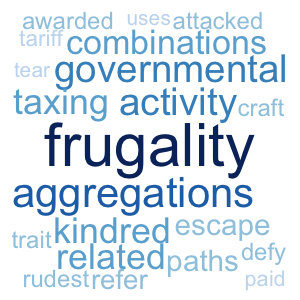 awarded uses attacked
tariff combinations
tear governmental
taxing activity craft
frugality
aggregations
trait kindred escape
related paths defy
rudest refer paid